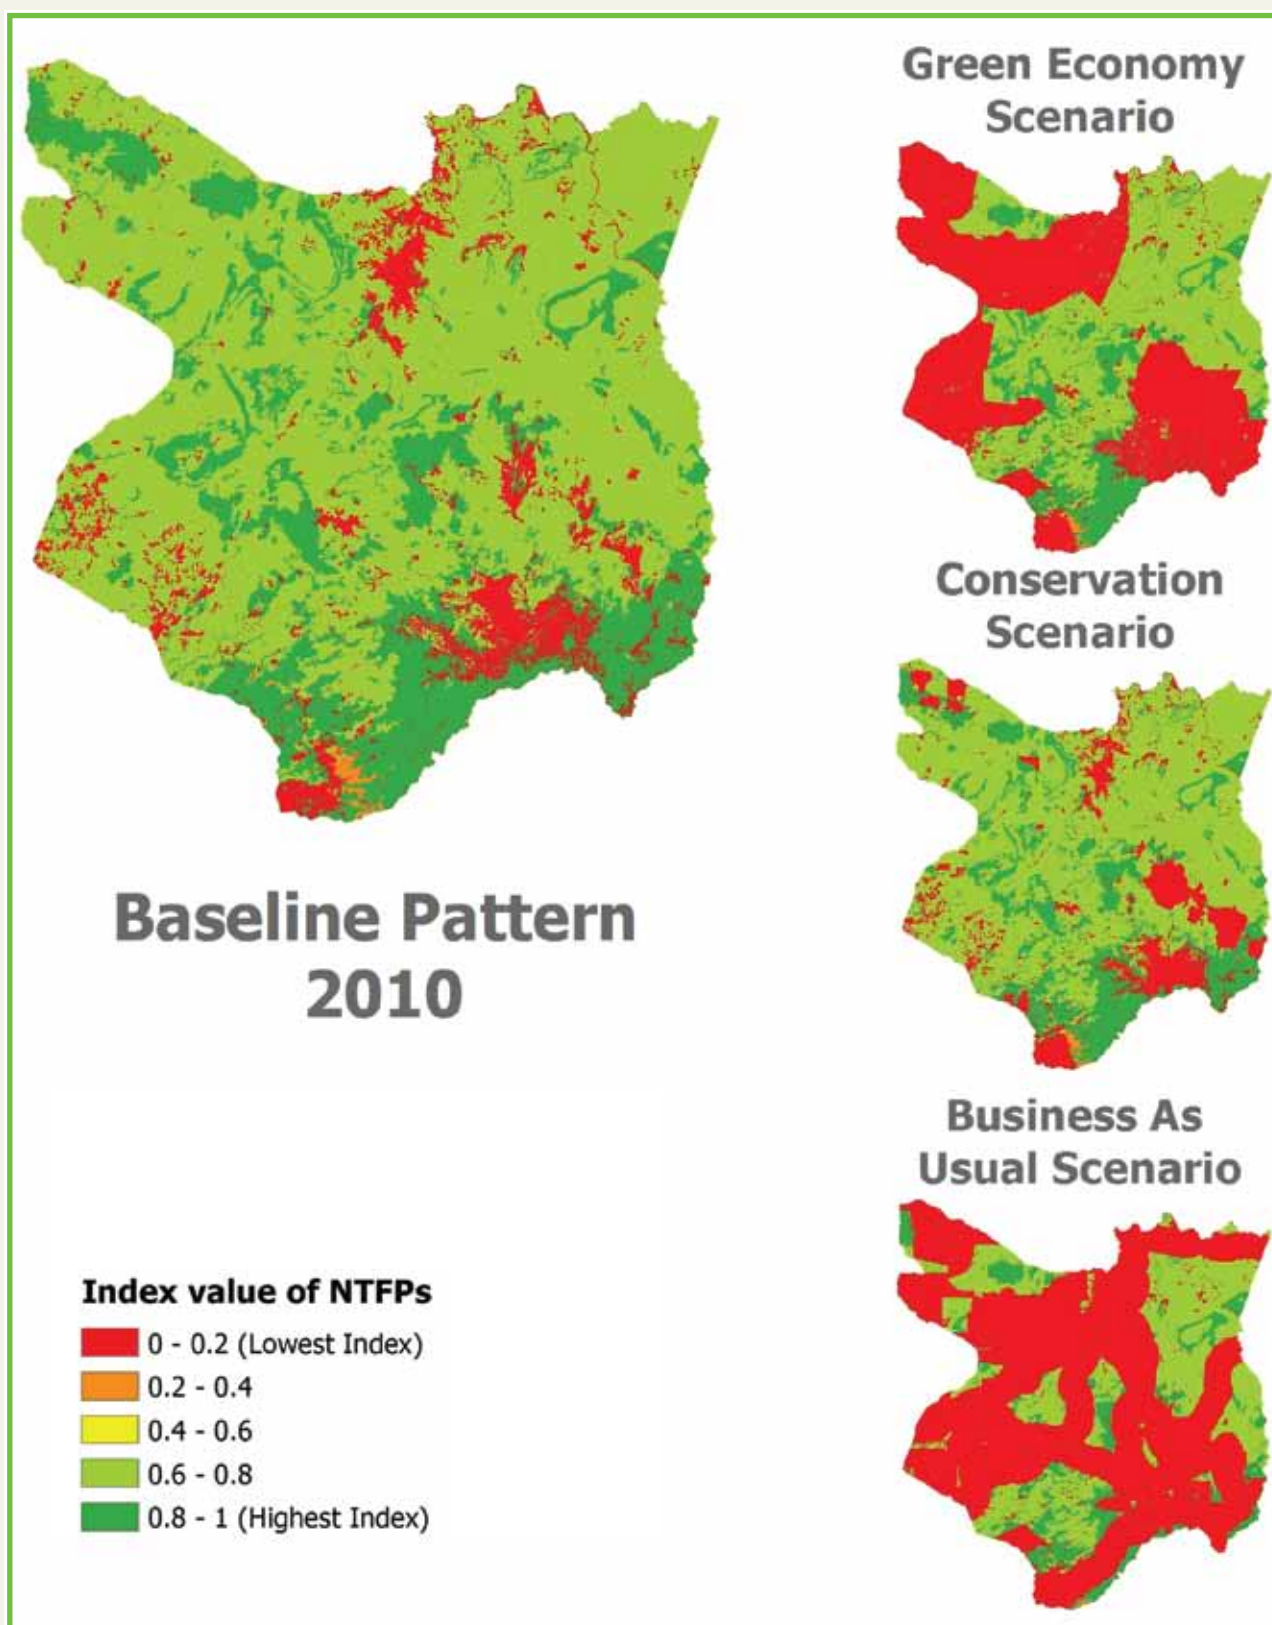 Green Economy
Scenario
Conservation
Scenario
Baseline Pattern
2010
Business As
Usual Scenario
Index value of NTFPs
0 - 0.2 (Lowest Index)
0.2 - 0.4
0.4 - 0.6
0.6 - 0.8
0.8 - 1 (Highest Index)